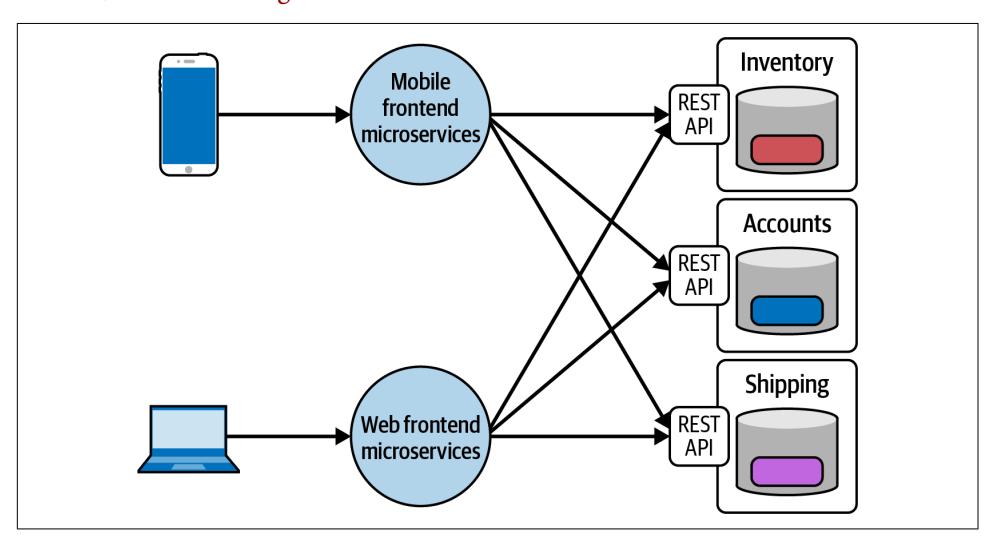 Mobile
frontend
microservices
Inventory
REST
API
Accounts
REST
API
Web frontend
microservices
Shipping
REST
API